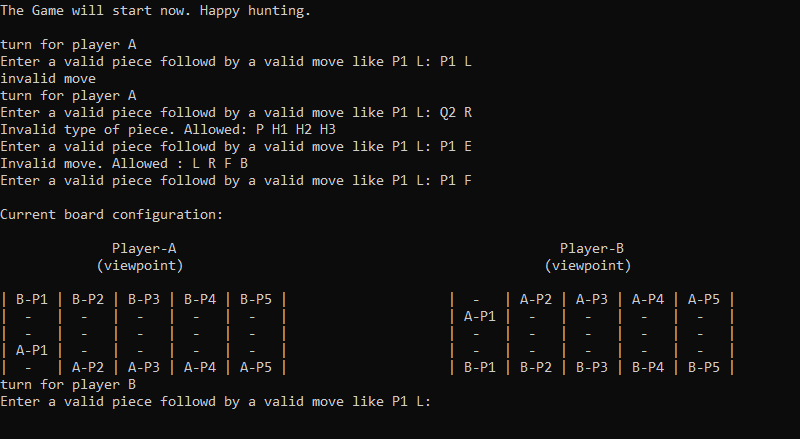 The Game will start now. Happy hunting.
turn for player A
Enter a valid piece followd by a valid move like P1 L: P1 L
invalid move
turn for player A
Enter a valid piece followd by a valid move like P1 L: Q2 R
Invalid type of piece. Allowed: P H1 H2 H3
Enter a valid piece followd by a valid move like P1 L: P1 E
Invalid move. Allowed : L R F B
Enter a valid piece followd by a valid move like P1 L: P1 F
Current board configuration:
Player-A Player-B
(viewpoint) (viewpoint)
| B-P1 | B-P2 | B-P3 | B-P4 | B-P5 | | - | A-P2 | A-P3 | A-P4 | A-P5 |
| - | - | - | - | - | | A-P1 | - | - | - | - |
| - | - | - | - | - | | - | - | - | - | - |
| A-P1 | - | - | - | - | | - | - | - | - | - |
| - | A-P2 | A-P3 | A-P4 | A-P5 | | B-P1 | B-P2 | B-P3 | B-P4 | B-P5 |
turn for player B
Enter a valid piece followd by a valid move like P1 L: